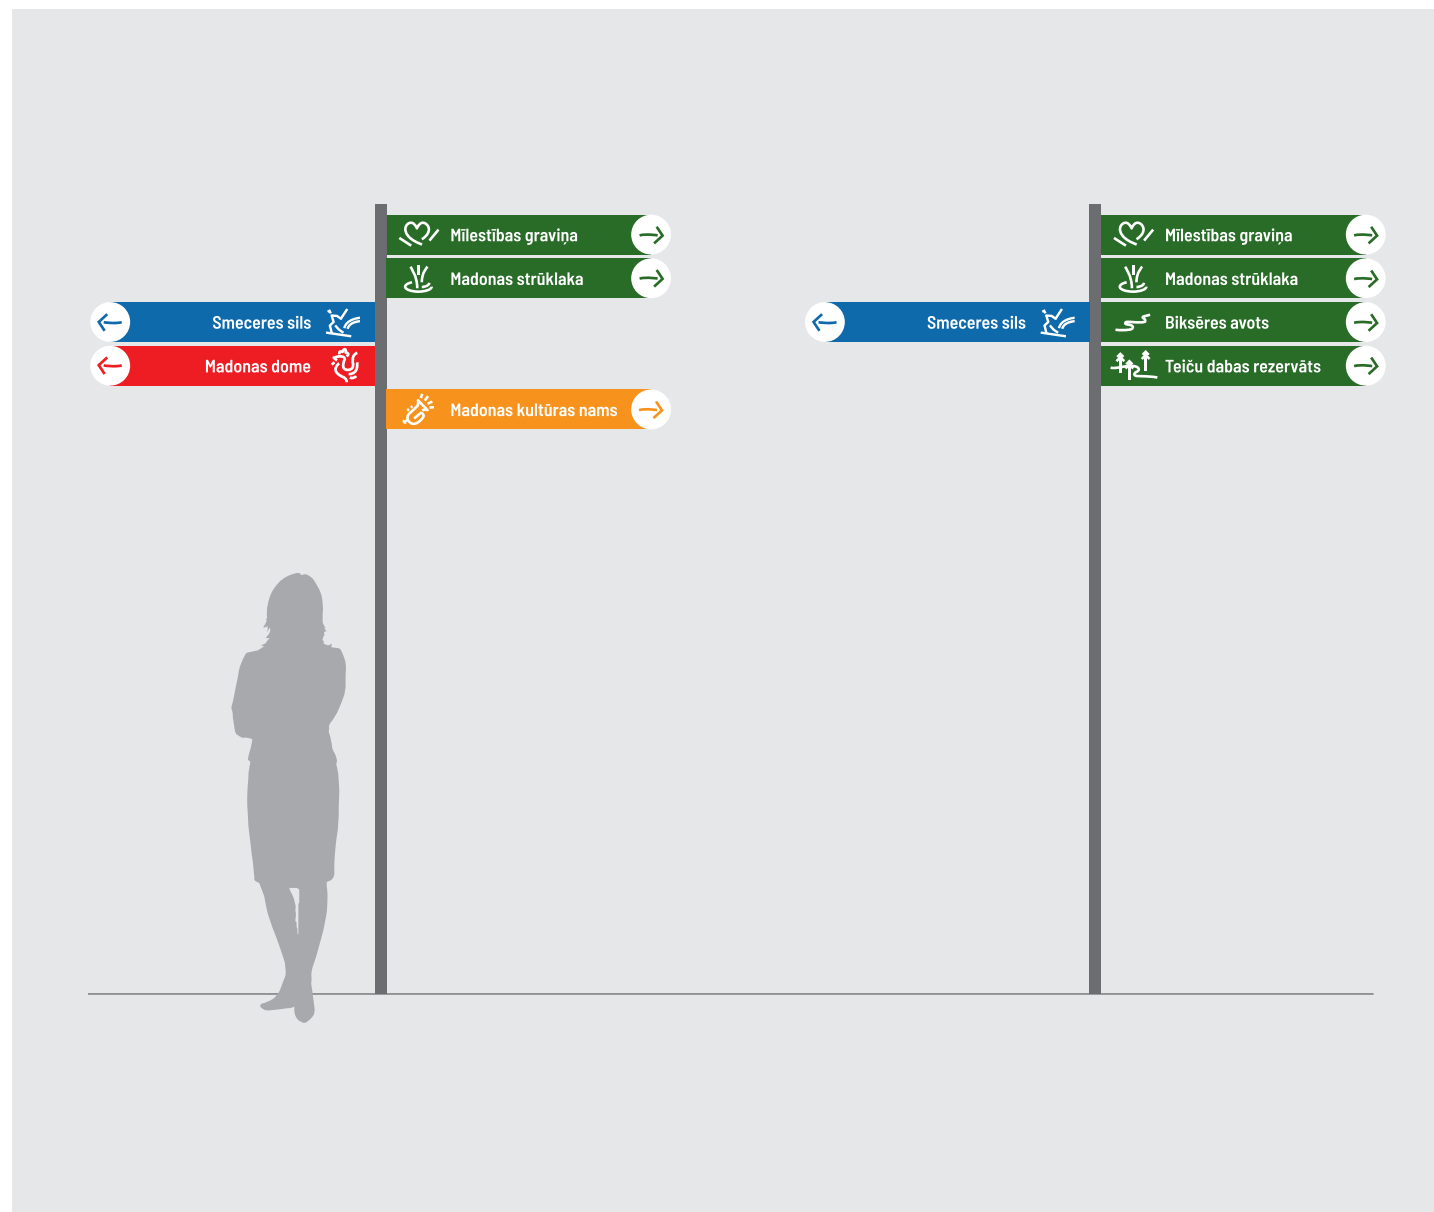 Mīlestības graviņa
Madonas strūklaka
Smeceres sils
Madonas dome
Madonas kultūras nams
Mīlestības graviņa
Madonas strūklaka
Smeceres sils
Biksēres avots
Teiču dabas rezervāts